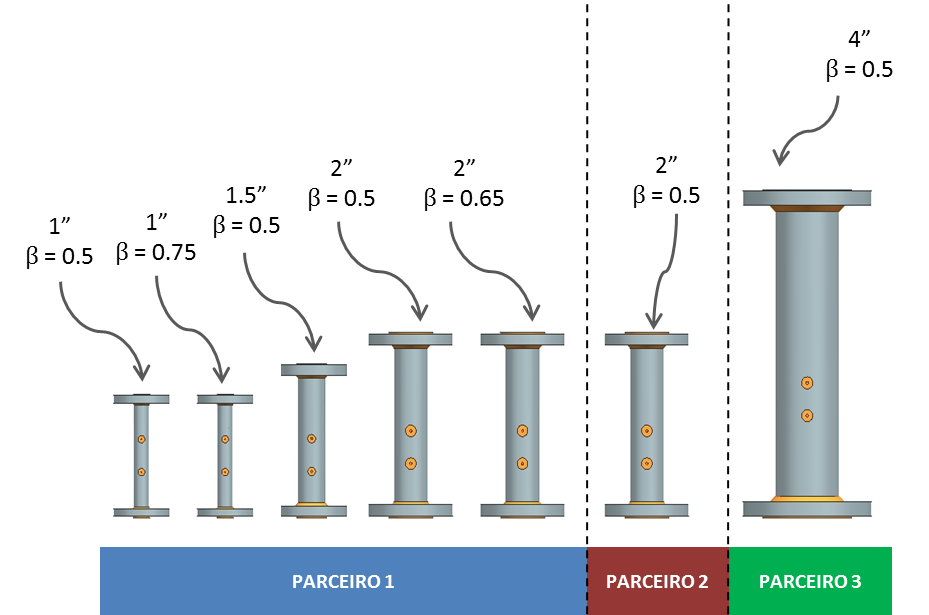 1”
β = 0.5
1”
β = 0.75
1.5”
β = 0.5
2”
β = 0.5
2”
β = 0.65
2”
β = 0.5
4”
β = 0.5
PARCEIRO 1
PARCEIRO 2
PARCEIRO 3